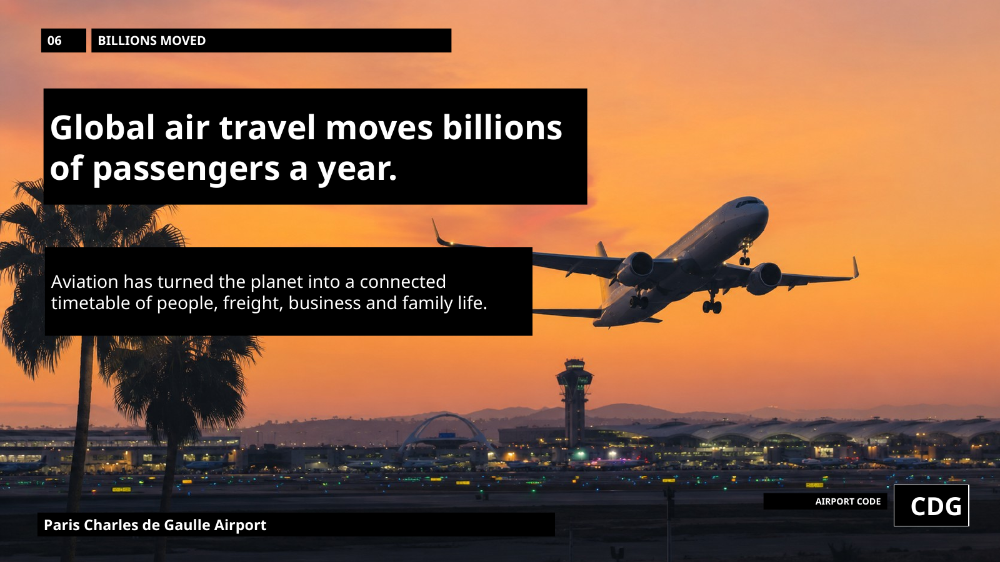 06
BILLIONS MOVED
Global air travel moves billions
of passengers a year.
Aviation has turned the planet into a connected
timetable of people, freight, business and family life.
AIRPORT CODE
CDG
Paris Charles de Gaulle Airport